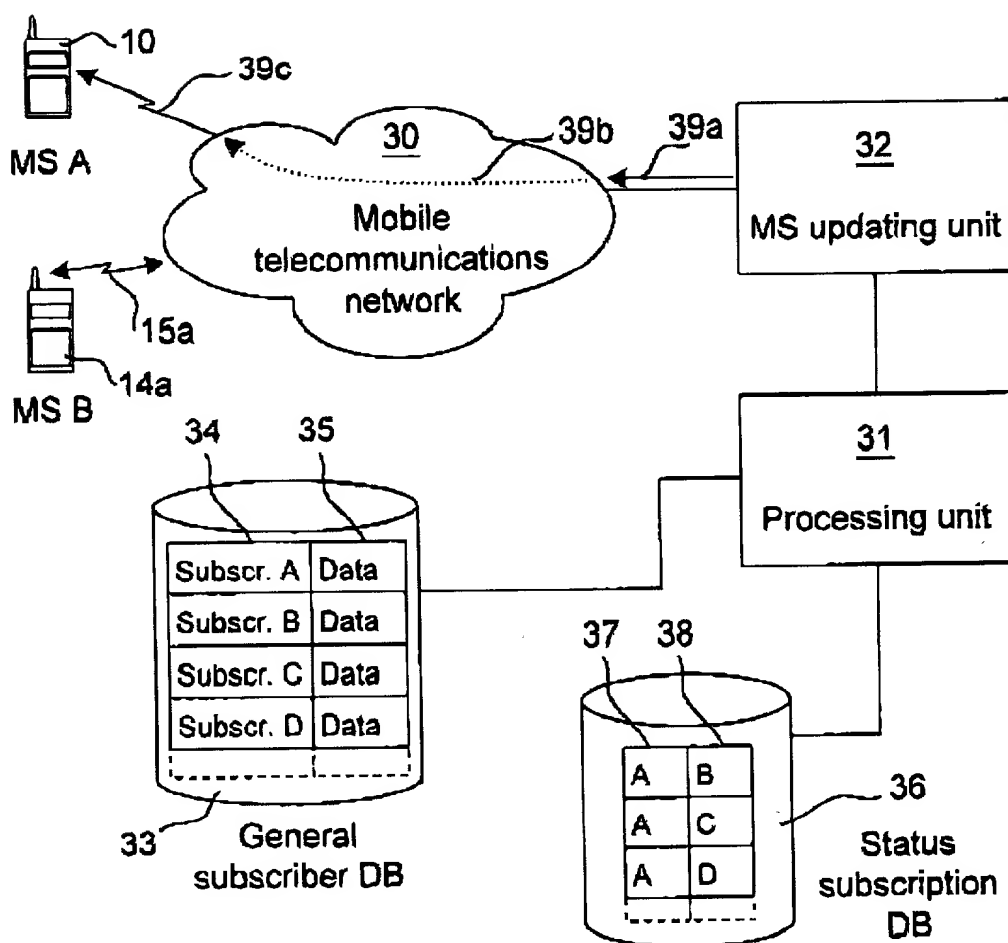 10
39c
MS A
30
39b
39a
32
MS updating unit
Mobile
telecommunications
network
15a
14a
MS B
34
35
31
Processing unit
Subscr. A Data
Subscr. B Data
Subscr. C Data
Subscr. D Data
37
38
A B
A C
A D
36
33
General
subscriber DB
Status
subscription
DB